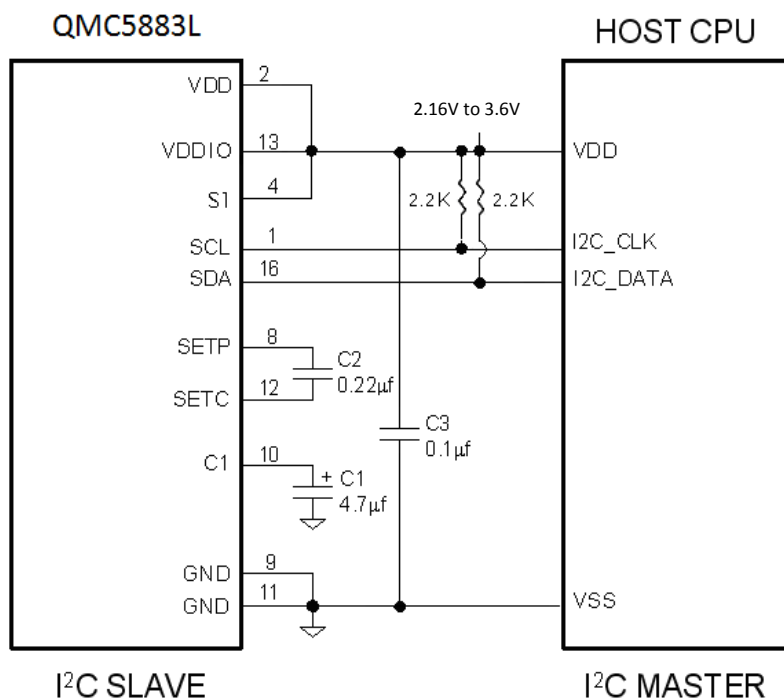 QMC5883L
HOST CPU
VDD 2
2.16V to 3.6V
VDDIO 13
VDD
S1 4
2.2K 2.2K
SCL 1
I2C_CLK
SDA 16
I2C_DATA
SETP 8
C2
0.22µf
SETC 12
C3
0.1µf
C1 10
+ C1
4.7µf
GND 9
GND 11
VSS
I²C SLAVE
I²C MASTER